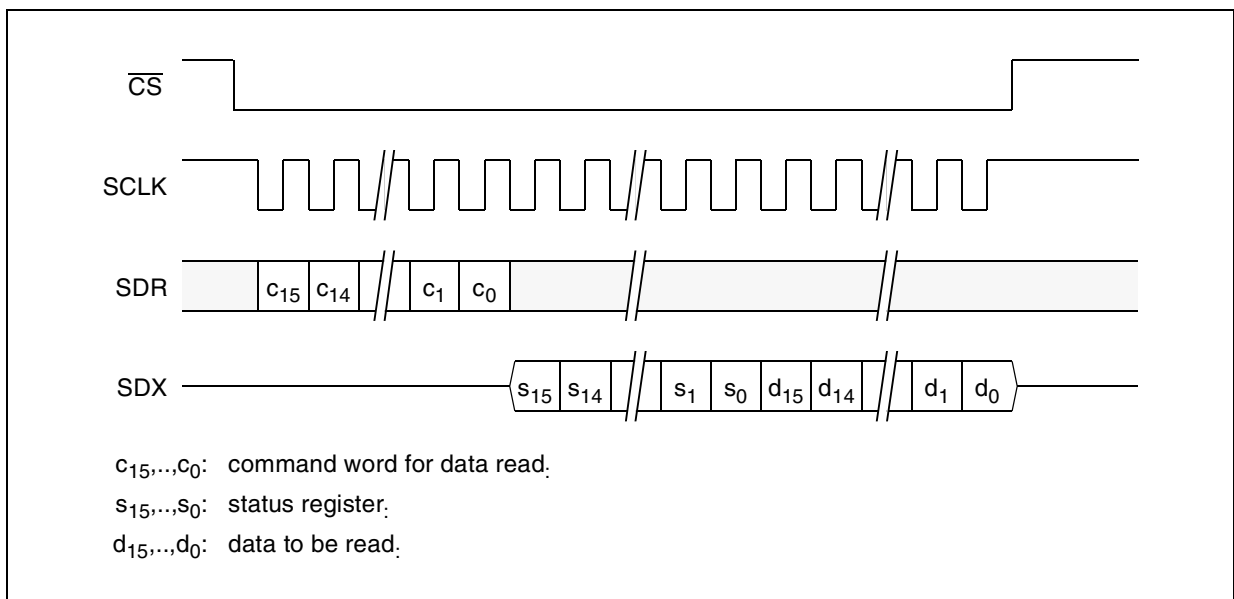 CS
SCLK
SDR c15 c14 c1 c0
SDX s15 s14 s1 s0 d15 d14 d1 d0
c15,..,c0: command word for data read.
s15,..,s0: status register.
d15,..,d0: data to be read.